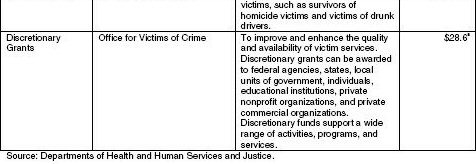 victims, such as survivors of
homicide victims and victims of drunk
drivers.
Discretionary Grants
Office for Victims of Crime
To improve and enhance the quality
and availability of victim services.
Discretionary grants can be awarded
to federal agencies, states, local
units of government, individuals,
educational institutions, private
nonprofit organizations, and private
commercial organizations.
Discretionary funds support a wide
range of activities, programs, and
services.
$28.6
Source: Departments of Health and Human Services and Justice.